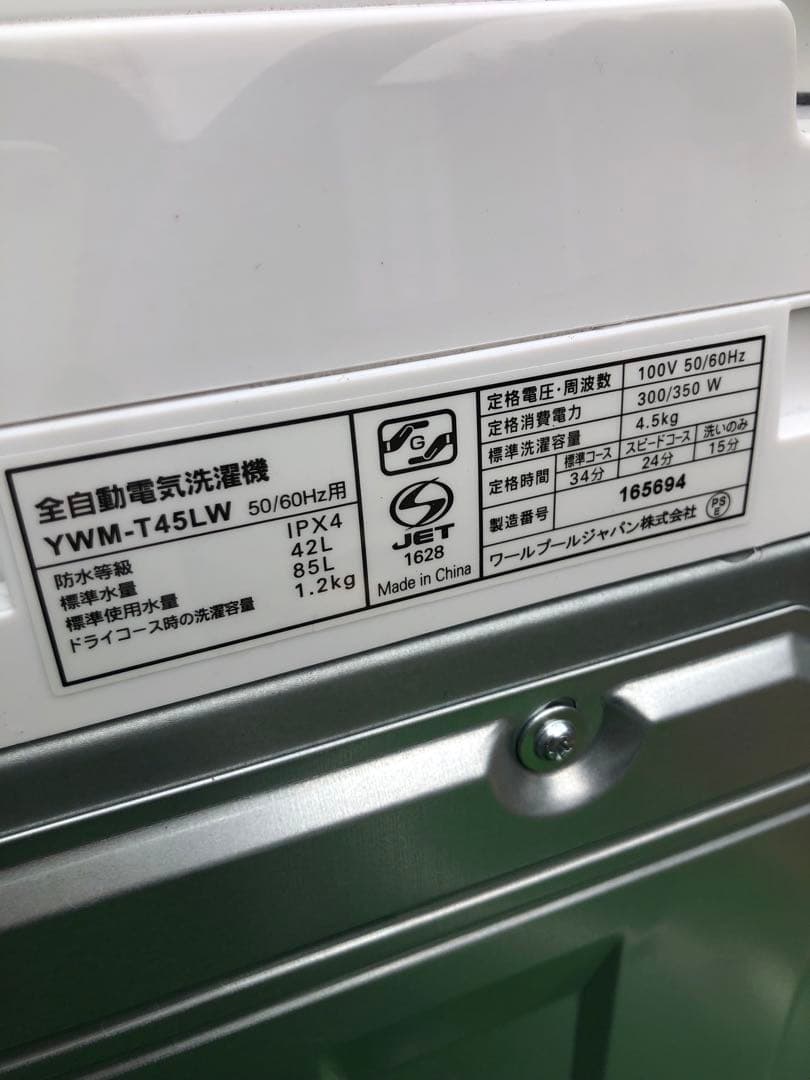 全自動電気洗濯機
YWM-T45LW 50/60Hz用
防水等級 IPX4
標準水量 42L
標準使用水量 85L
ドライコース時の洗濯容量 1.2kg
G
JET
1628
Made in China
定格電圧・周波数 100V 50/60Hz
定格消費電力 300/350 W
標準洗濯容量 4.5kg
定格時間 標準コース スピードコース 洗いのみ
34分 24分 15分
製造番号 165694
ワールプールジャパン株式会社 PSE